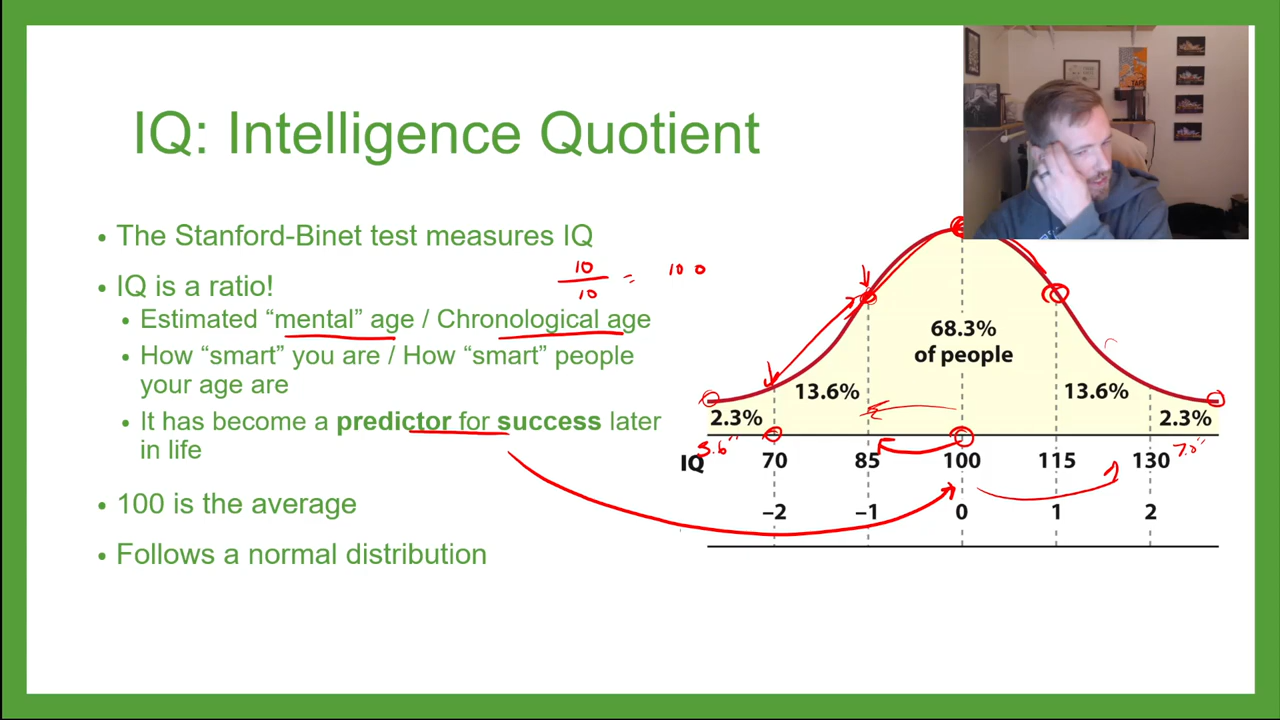 IQ: Intelligence Quotient
• The Stanford-Binet test measures IQ
• IQ is a ratio!
10
10
= 100
• Estimated “mental” age / Chronological age
• How “smart” you are / How “smart” people
your age are
• It has become a predictor for success later
in life
• 100 is the average
• Follows a normal distribution
68.3%
of people
13.6% 13.6%
2.3% 2.3%
IQ 70 85 100 115 130
–2 –1 0 1 2